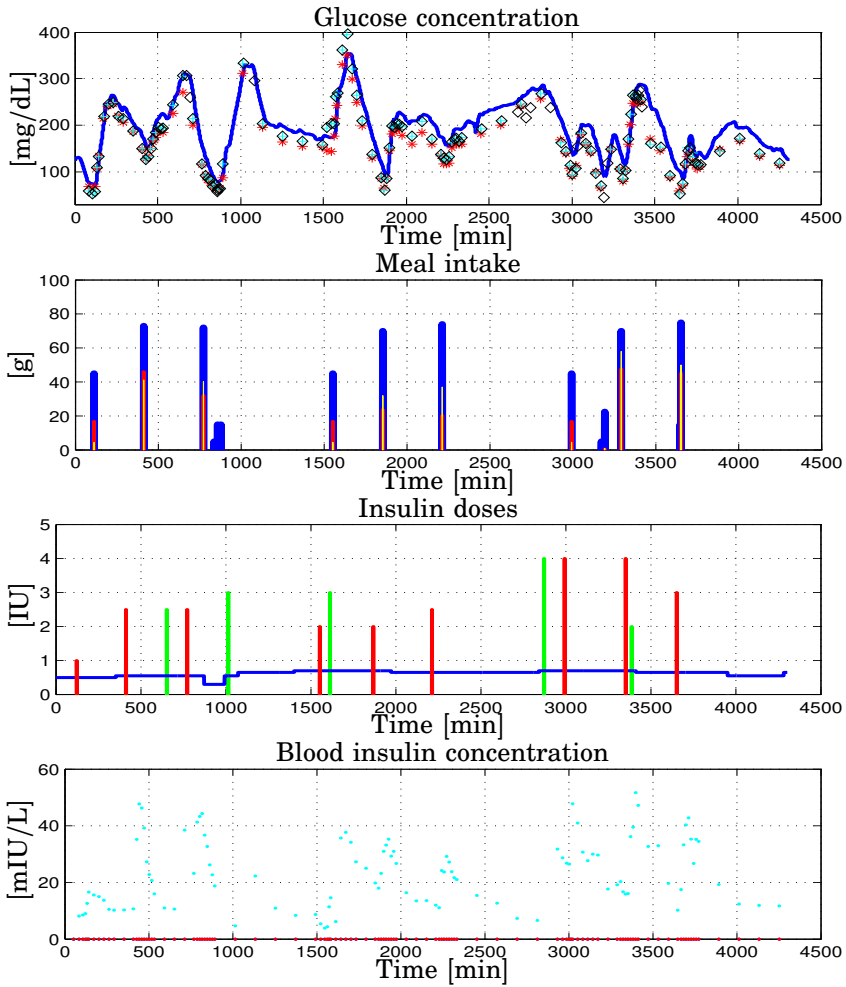 Glucose concentration
[mg/dL]
400
300
200
100
0 500 1000 1500 2000 2500 3000 3500 4000 4500
Time [min]
Meal intake
[g]
100
80
60
40
20
0
0 500 1000 1500 2000 2500 3000 3500 4000 4500
Time [min]
Insulin doses
[IU]
5
4
3
2
1
0
0 500 1000 1500 2000 2500 3000 3500 4000 4500
Time [min]
Blood insulin concentration
[mIU/L]
60
40
20
0
0 500 1000 1500 2000 2500 3000 3500 4000 4500
Time [min]